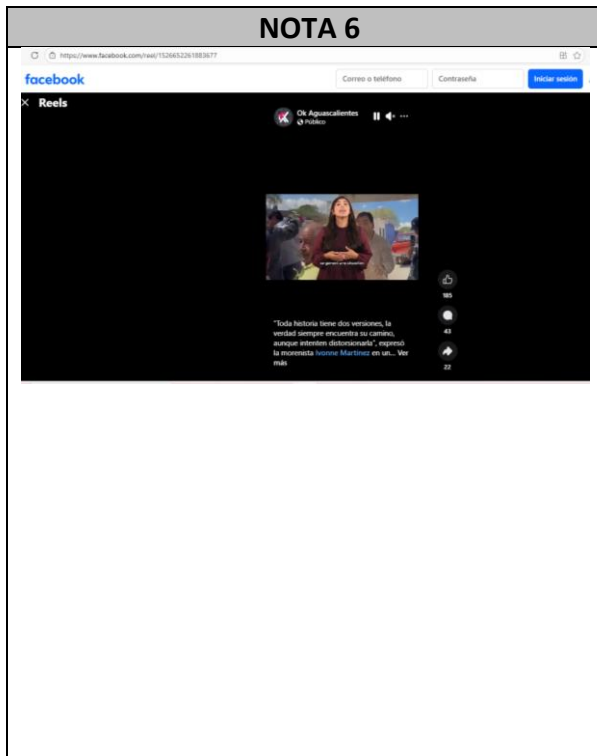 NOTA 6
https://www.facebook.com/reel/1526652261883677
facebook
Correo o teléfono
Contraseña
Iniciar sesión
Reels
Ok Aguascalientes
Público
185
43
22
"Toda historia tiene dos versiones, la
verdad siempre encuentra su camino,
aunque intenten distorsionarla", expresó
la morenista Ivonne Martínez en un... Ver
más